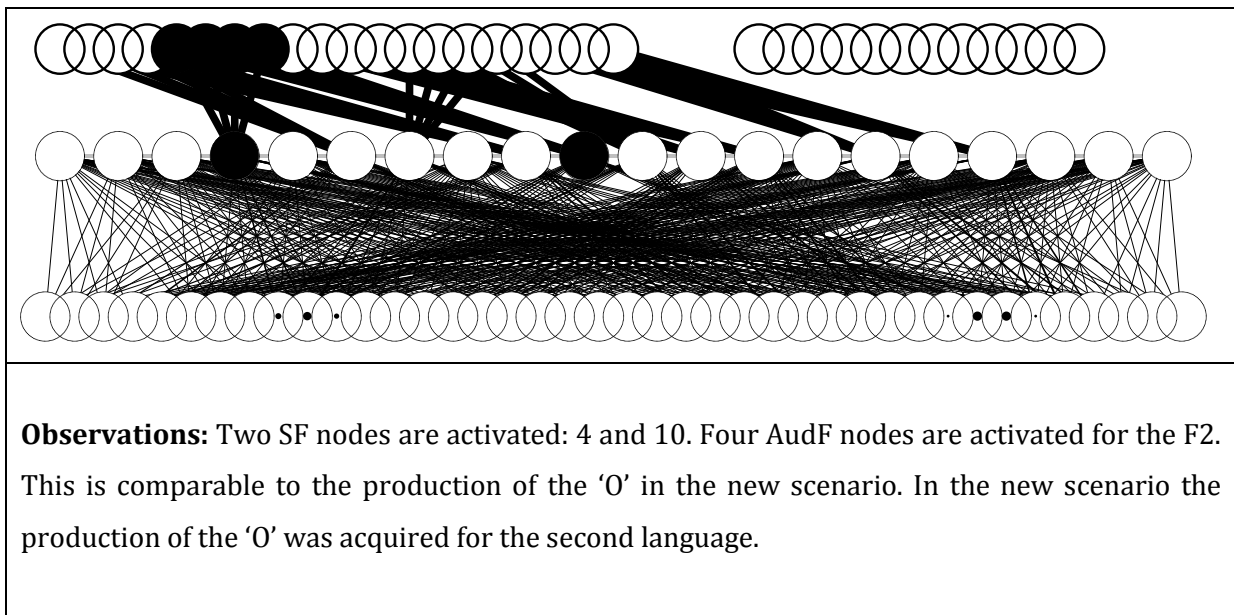 Observations: Two SF nodes are activated: 4 and 10. Four AudF nodes are activated for the F2.
This is comparable to the production of the ‘O’ in the new scenario. In the new scenario the
production of the ‘O’ was acquired for the second language.